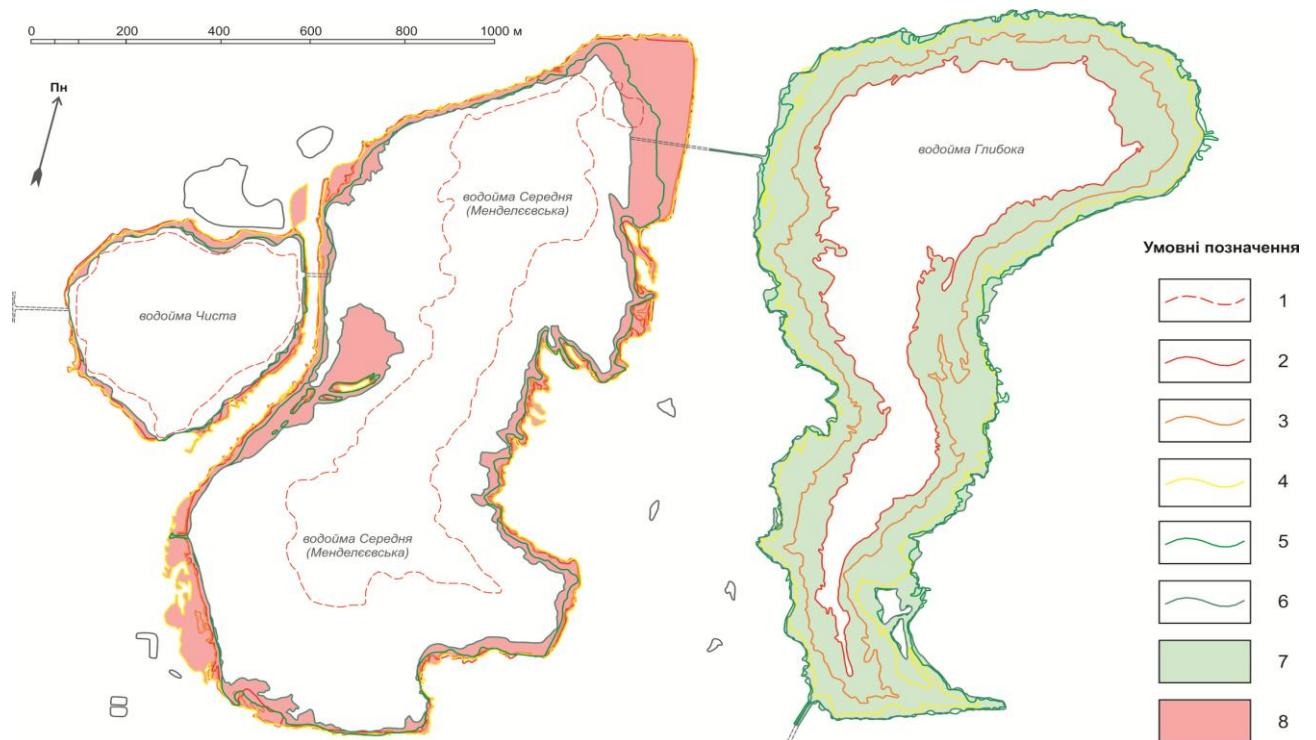 0 200 400 600 800 1000 м
Пн
водойма Глибока
водойма Середня
(Менделєєвська)
водойма Чиста
водойма Середня
(Менделєєвська)
Умовні позначення
1
2
3
4
5
6
7
8